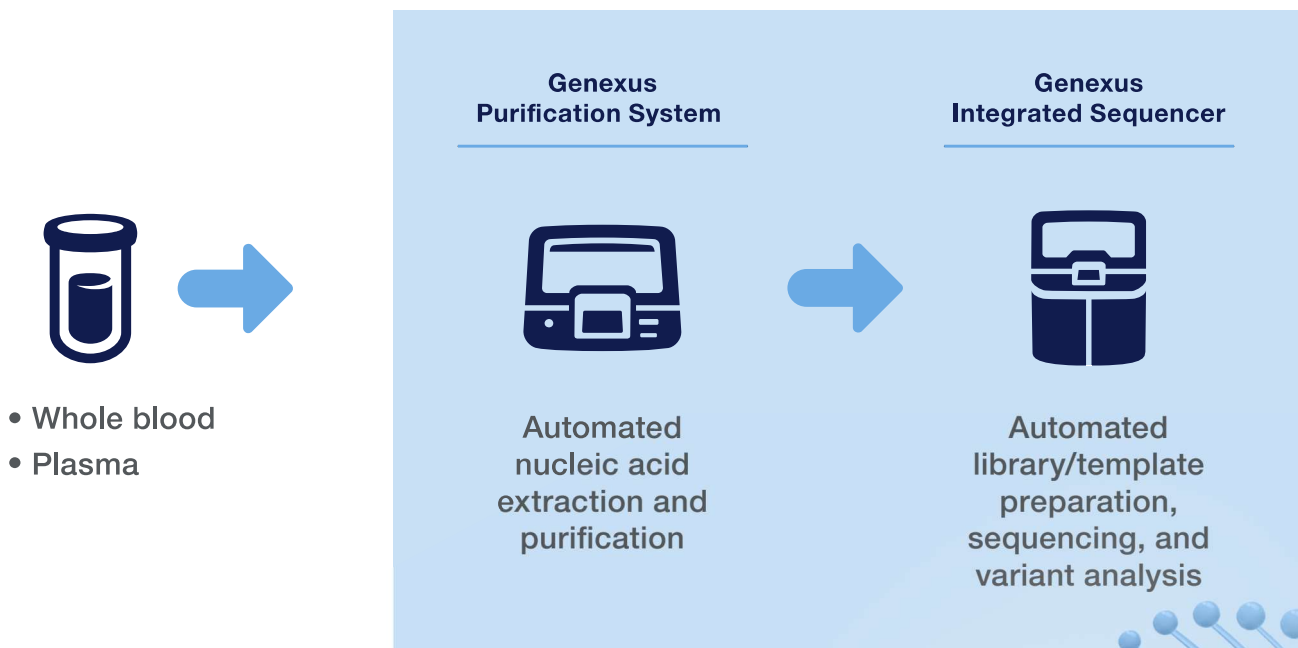 Genexus
Purification System
Genexus
Integrated Sequencer
• Whole blood
• Plasma
Automated
nucleic acid
extraction and
purification
Automated
library/template
preparation,
sequencing, and
variant analysis